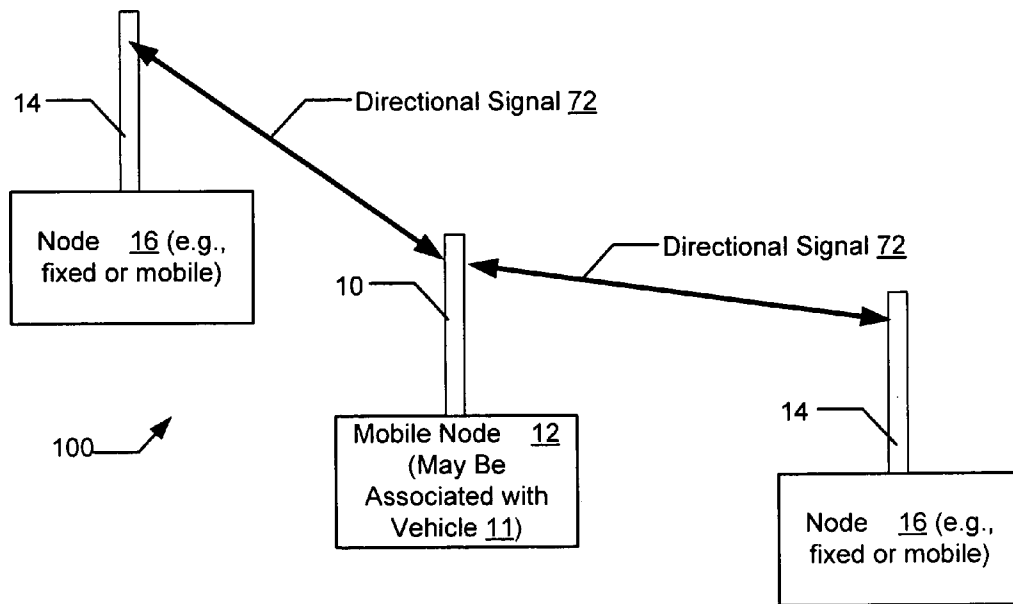 14
Directional Signal 72
Node 16 (e.g.,
fixed or mobile)
Directional Signal 72
10
14
100
Mobile Node 12
(May Be
Associated with
Vehicle 11)
Node 16 (e.g.,
fixed or mobile)